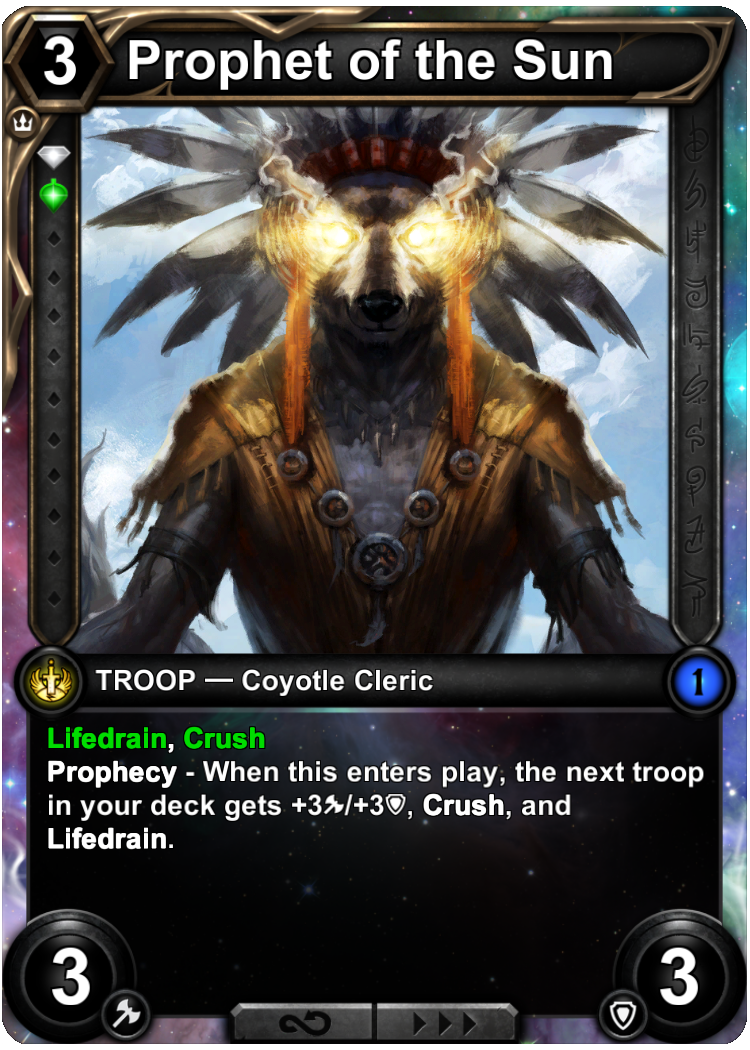 3 Prophet of the Sun
TROOP — Coyotle Cleric 1
Lifedrain, Crush
Prophecy - When this enters play, the next troop
in your deck gets +3/+3, Crush, and
Lifedrain.
3 3